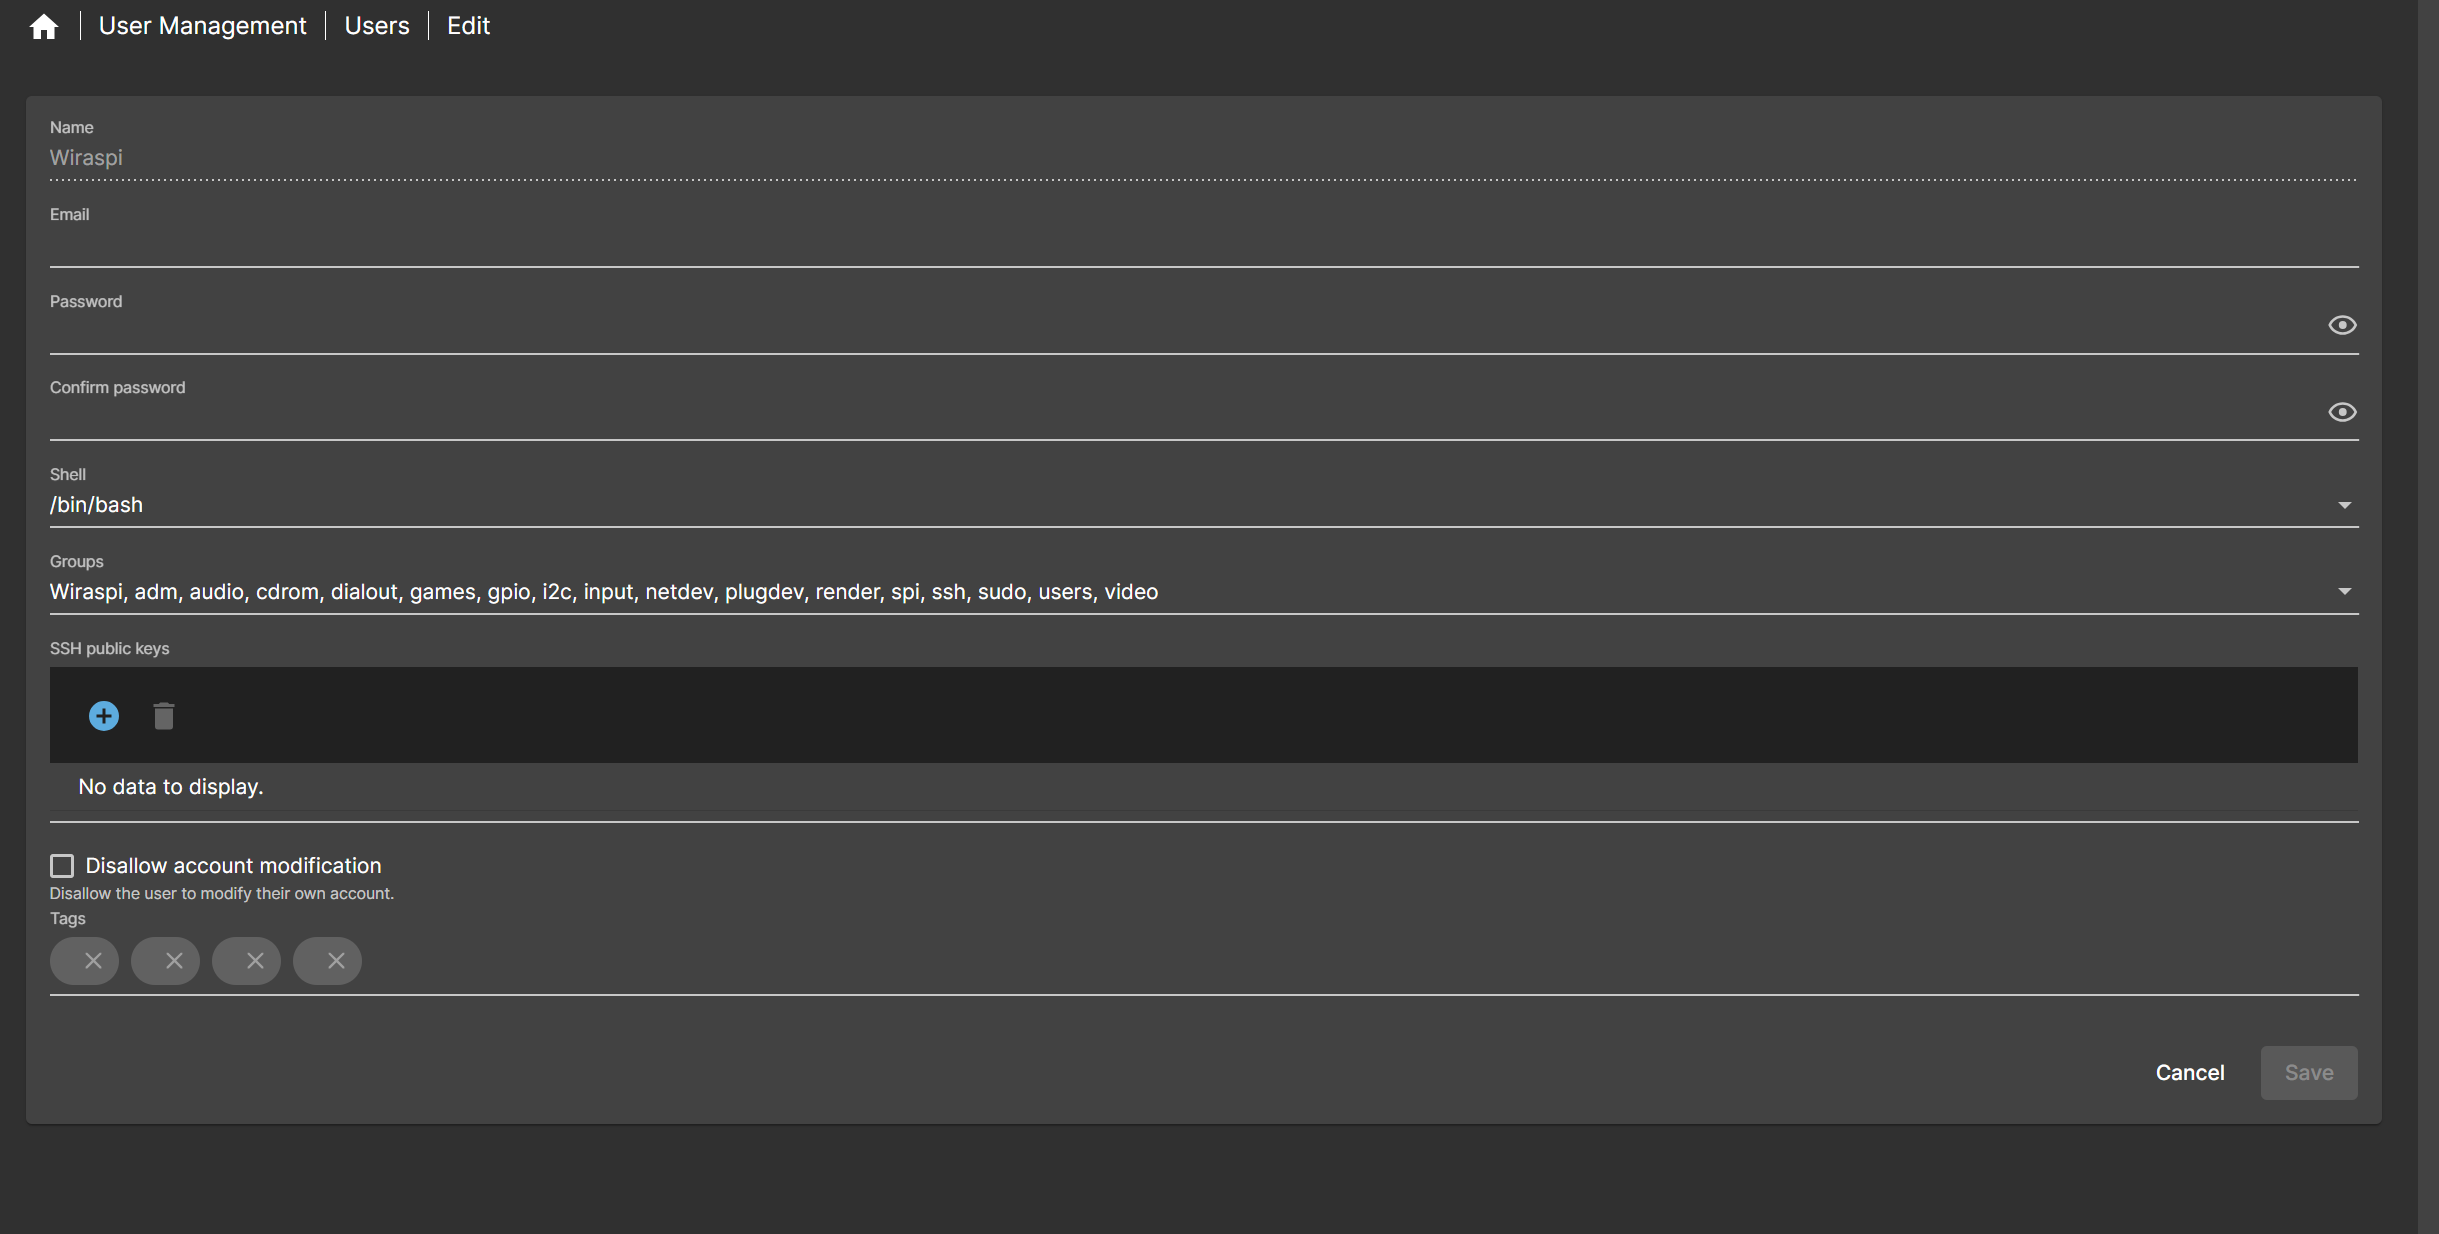 User Management | Users | Edit
Name
Wiraspi
Email
Password
Confirm password
Shell
/bin/bash
Groups
Wiraspi, adm, audio, cdrom, dialout, games, gpio, i2c, input, netdev, plugdev, render, spi, ssh, sudo, users, video
SSH public keys
No data to display.
Disallow account modification
Disallow the user to modify their own account.
Tags
Cancel Save